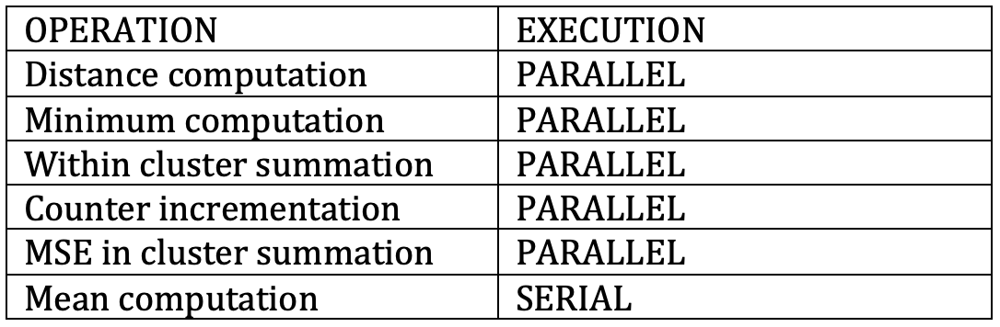 OPERATION EXECUTION
Distance computation PARALLEL
Minimum computation PARALLEL
Within cluster summation PARALLEL
Counter incrementation PARALLEL
MSE in cluster summation PARALLEL
Mean computation SERIAL